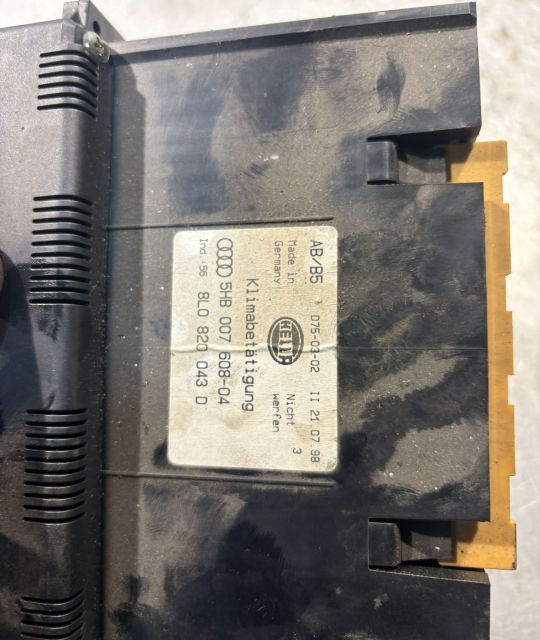 AB/B5 D75-03-02 II 21.07.98
Made in
Germany
HELLA
Nicht
werfen
3
Klimabetätigung
5HB 007 608-04
Ind. 56 8L0 820 043 D